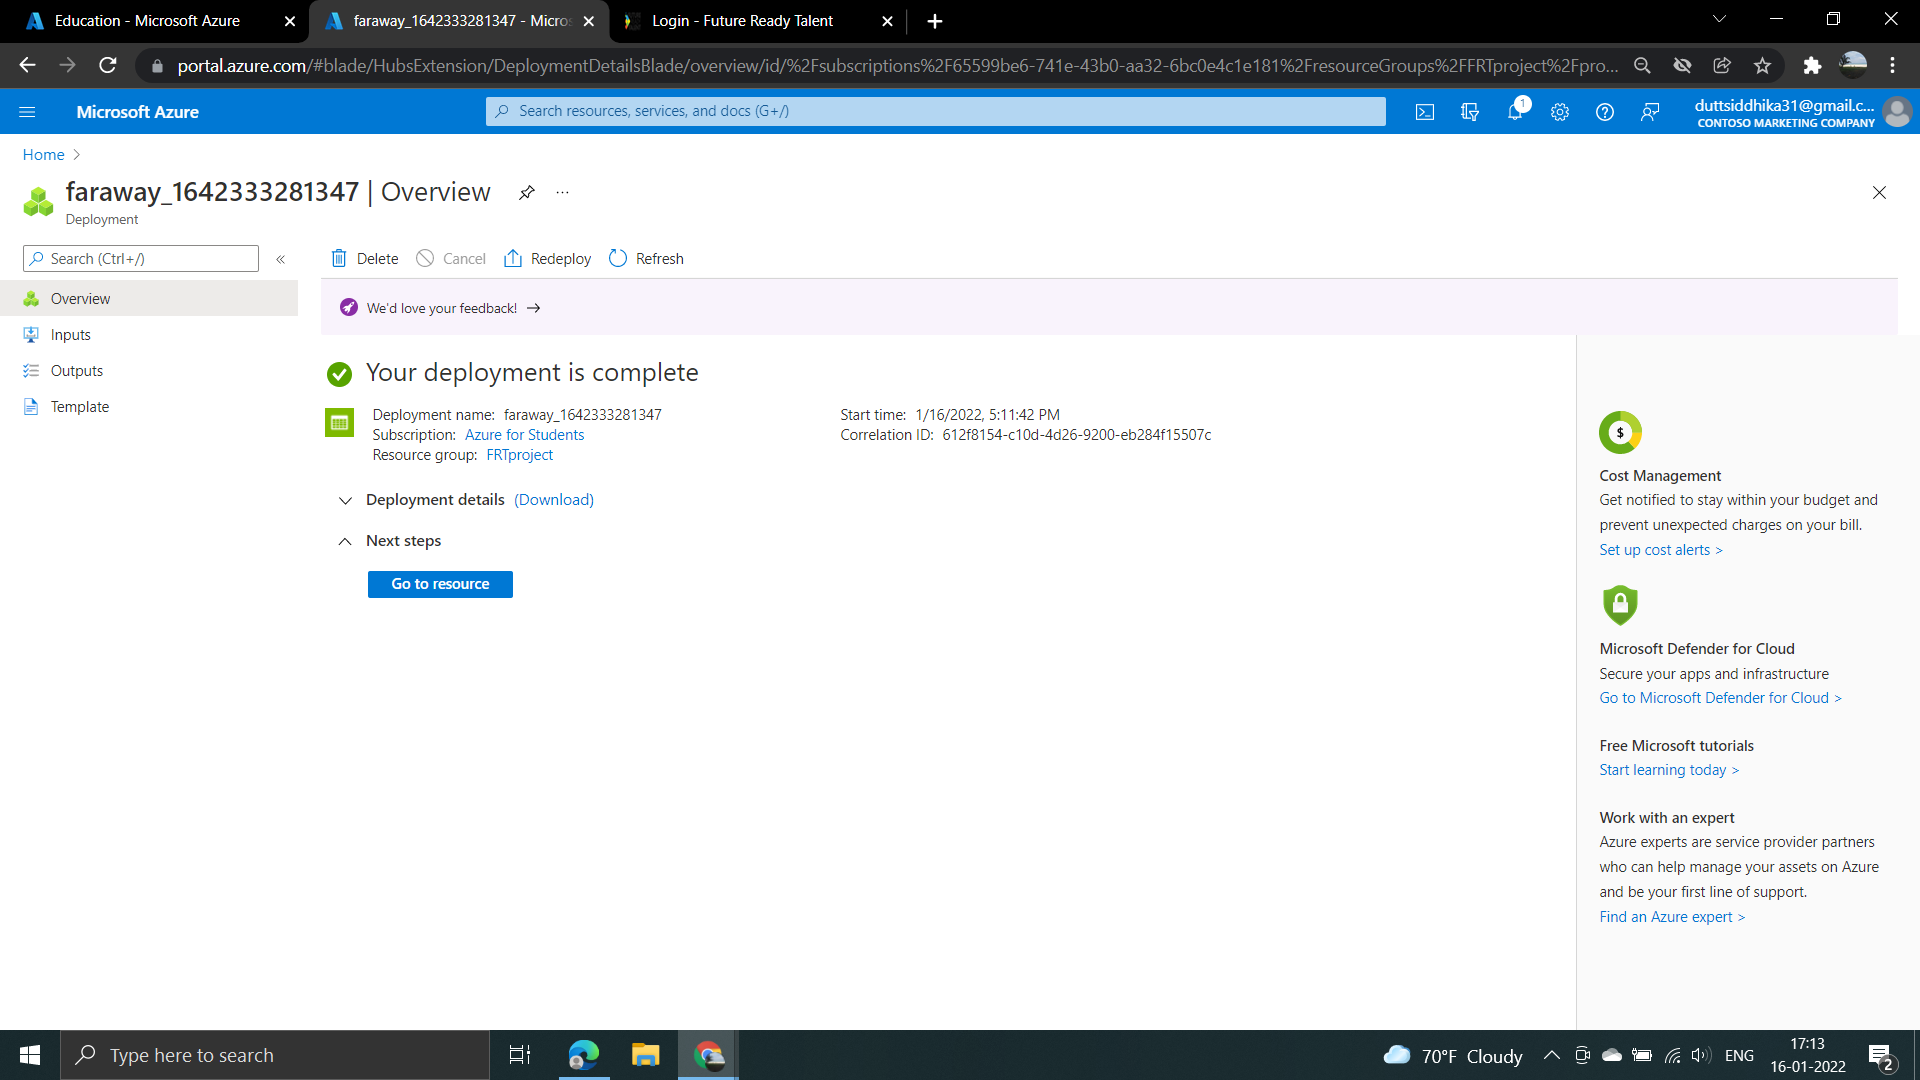 Education - Microsoft Azure
faraway_1642333281347 - Micro
Login - Future Ready Talent
portal.azure.com/#blade/HubsExtension/DeploymentDetailsBlade/overview/id/%2Fsubscriptions%2F65599be6-741e-43b0-aa32-6bc0e4c1e181%2FresourceGroups%2FFRTproject%2Fpro...
Microsoft Azure
Search resources, services, and docs (G+/)
1
duttsiddhika31@gmail.c...
CONTOSO MARKETING COMPANY
Home
faraway_1642333281347 | Overview
Deployment
Search (Ctrl+/)
Overview
Inputs
Outputs
Template
Delete
Cancel
Redeploy
Refresh
We'd love your feedback!
Your deployment is complete
Deployment name: faraway_1642333281347
Subscription: Azure for Students
Resource group: FRTproject
Start time: 1/16/2022, 5:11:42 PM
Correlation ID: 612f8154-c10d-4d26-9200-eb284f15507c
Deployment details (Download)
Next steps
Go to resource
$
Cost Management
Get notified to stay within your budget and
prevent unexpected charges on your bill.
Set up cost alerts >
Microsoft Defender for Cloud
Secure your apps and infrastructure
Go to Microsoft Defender for Cloud >
Free Microsoft tutorials
Start learning today >
Work with an expert
Azure experts are service provider partners
who can help manage your assets on Azure
and be your first line of support.
Find an Azure expert >
Type here to search
70°F Cloudy
ENG
17:13
16-01-2022
2